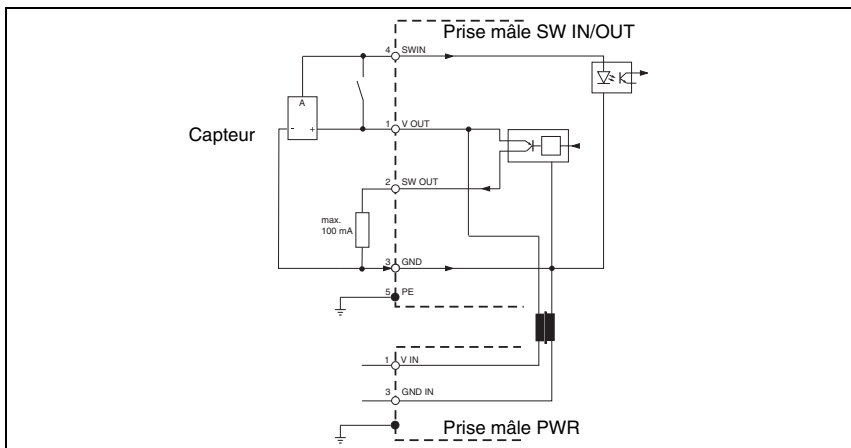 Prise mâle SW IN/OUT
4 SWIN
A
- +
Capteur
1 V OUT
2 SW OUT
max.
100 mA
3 GND
5 PE
1 V IN
3 GND IN
Prise mâle PWR